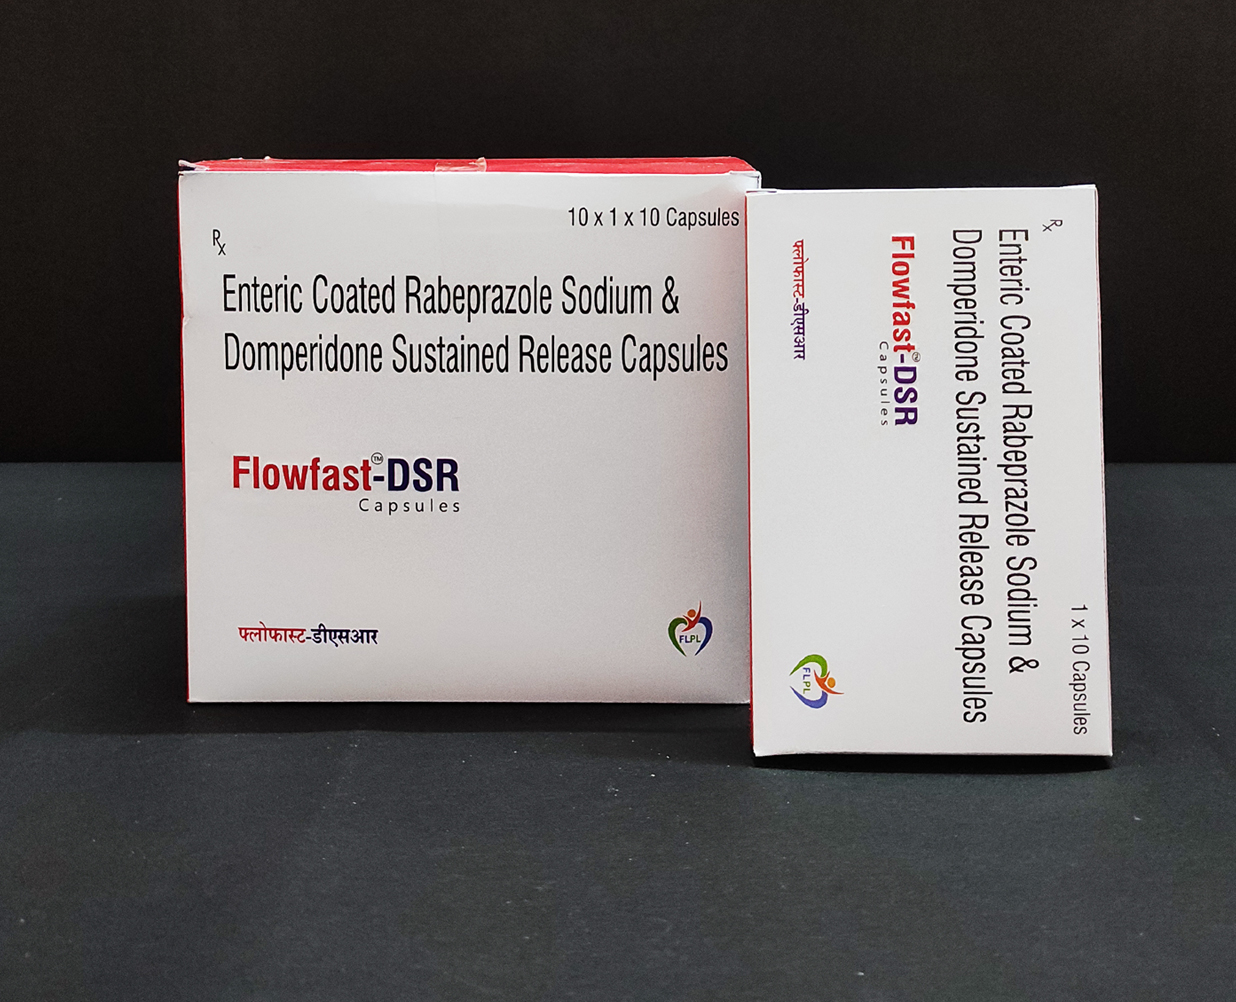 10 x 1 x 10 Capsules
Rx
Enteric Coated Rabeprazole Sodium &
Domperidone Sustained Release Capsules
Flowfast™-DSR
Capsules
फ्लोफास्ट-डीएसआर
FLPL
Rx
Enteric Coated Rabeprazole Sodium &
Domperidone Sustained Release Capsules
1 x 10 Capsules
Flowfast™-DSR
Capsules
फ्लोफास्ट-डीएसआर
FLPL